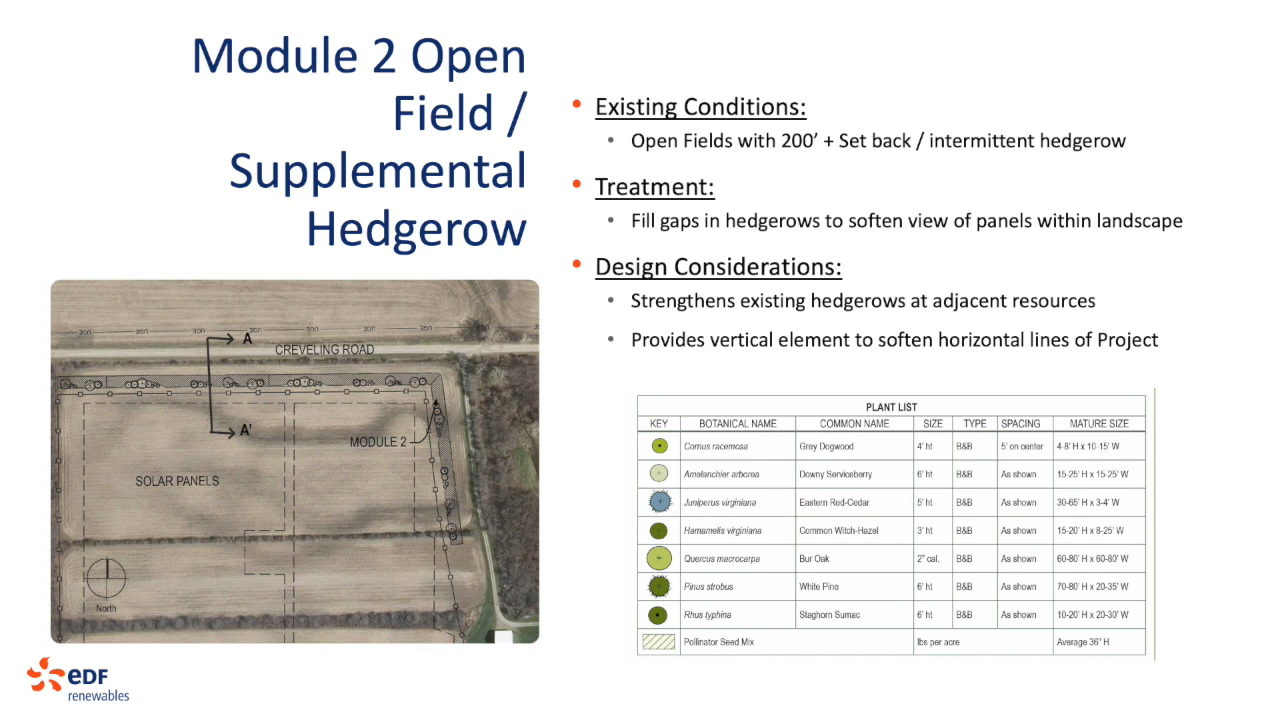 Module 2 Open
Field /
Supplemental
Hedgerow
• Existing Conditions:
• Open Fields with 200’ + Set back / intermittent hedgerow
• Treatment:
• Fill gaps in hedgerows to soften view of panels within landscape
• Design Considerations:
• Strengthens existing hedgerows at adjacent resources
• Provides vertical element to soften horizontal lines of Project
A
CREVELING ROAD
A'
MODULE 2
SOLAR PANELS
North
PLANT LIST
KEY BOTANICAL NAME COMMON NAME SIZE TYPE SPACING MATURE SIZE
Cornus racemosa Grey Dogwood 4' ht B&B 5' on center 4-8' H x 10-15' W
Amelanchier arborea Downy Serviceberry 6' ht B&B As shown 15-25' H x 15-25' W
Juniperus virginiana Eastern Red-Cedar 5' ht B&B As shown 30-65' H x 3-4' W
Hamamelis virginiana Common Witch-Hazel 3' ht B&B As shown 15-20' H x 8-25' W
Quercus macrocarpa Bur Oak 2" cal. B&B As shown 60-80' H x 60-80' W
Pinus strobus White Pine 6' ht B&B As shown 70-80' H x 20-35' W
Rhus typhina Staghorn Sumac 6' ht B&B As shown 10-20' H x 20-30' W
Pollinator Seed Mix lbs per acre Average 36" H
eDF
renewables